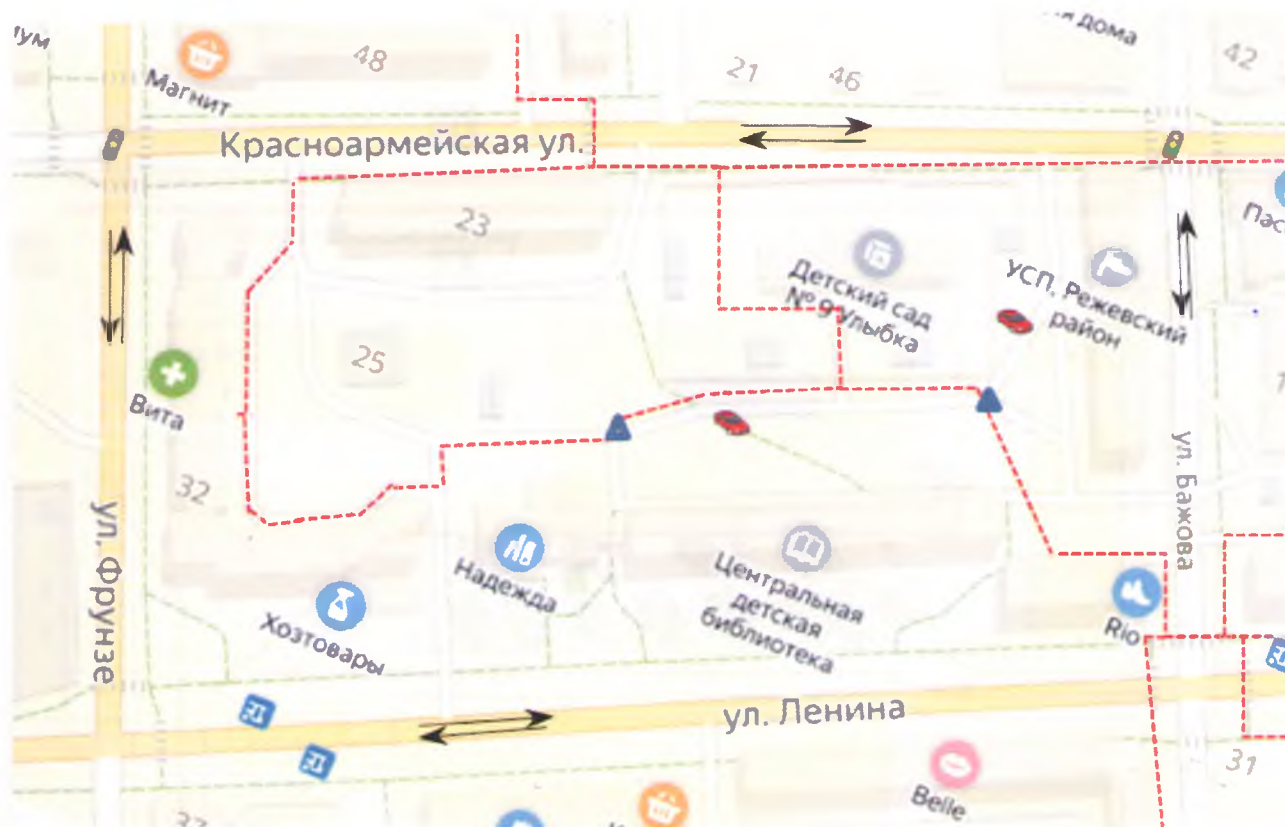 Магнит
48
21
46
42
дома
Красноармейская ул.
23
Детский сад
№ 9 Улыбка
УСП, Режевский
район
25
Вита
32
ул. Фрунзе
ул. Бажова
Надежда
Хозтовары
Центральная
детская
библиотека
Rio
ул. Ленина
Belle
31